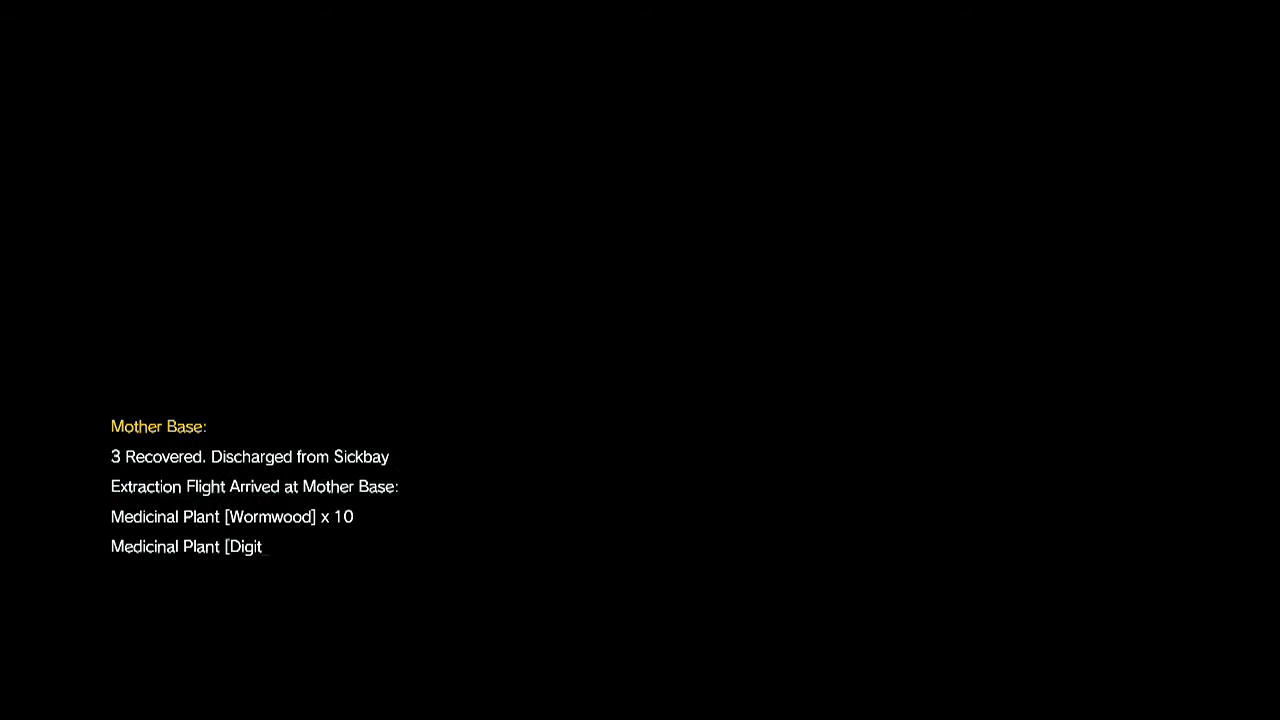 Mother Base:
3 Recovered. Discharged from Sickbay
Extraction Flight Arrived at Mother Base:
Medicinal Plant [Wormwood] x 10
Medicinal Plant [Digit_